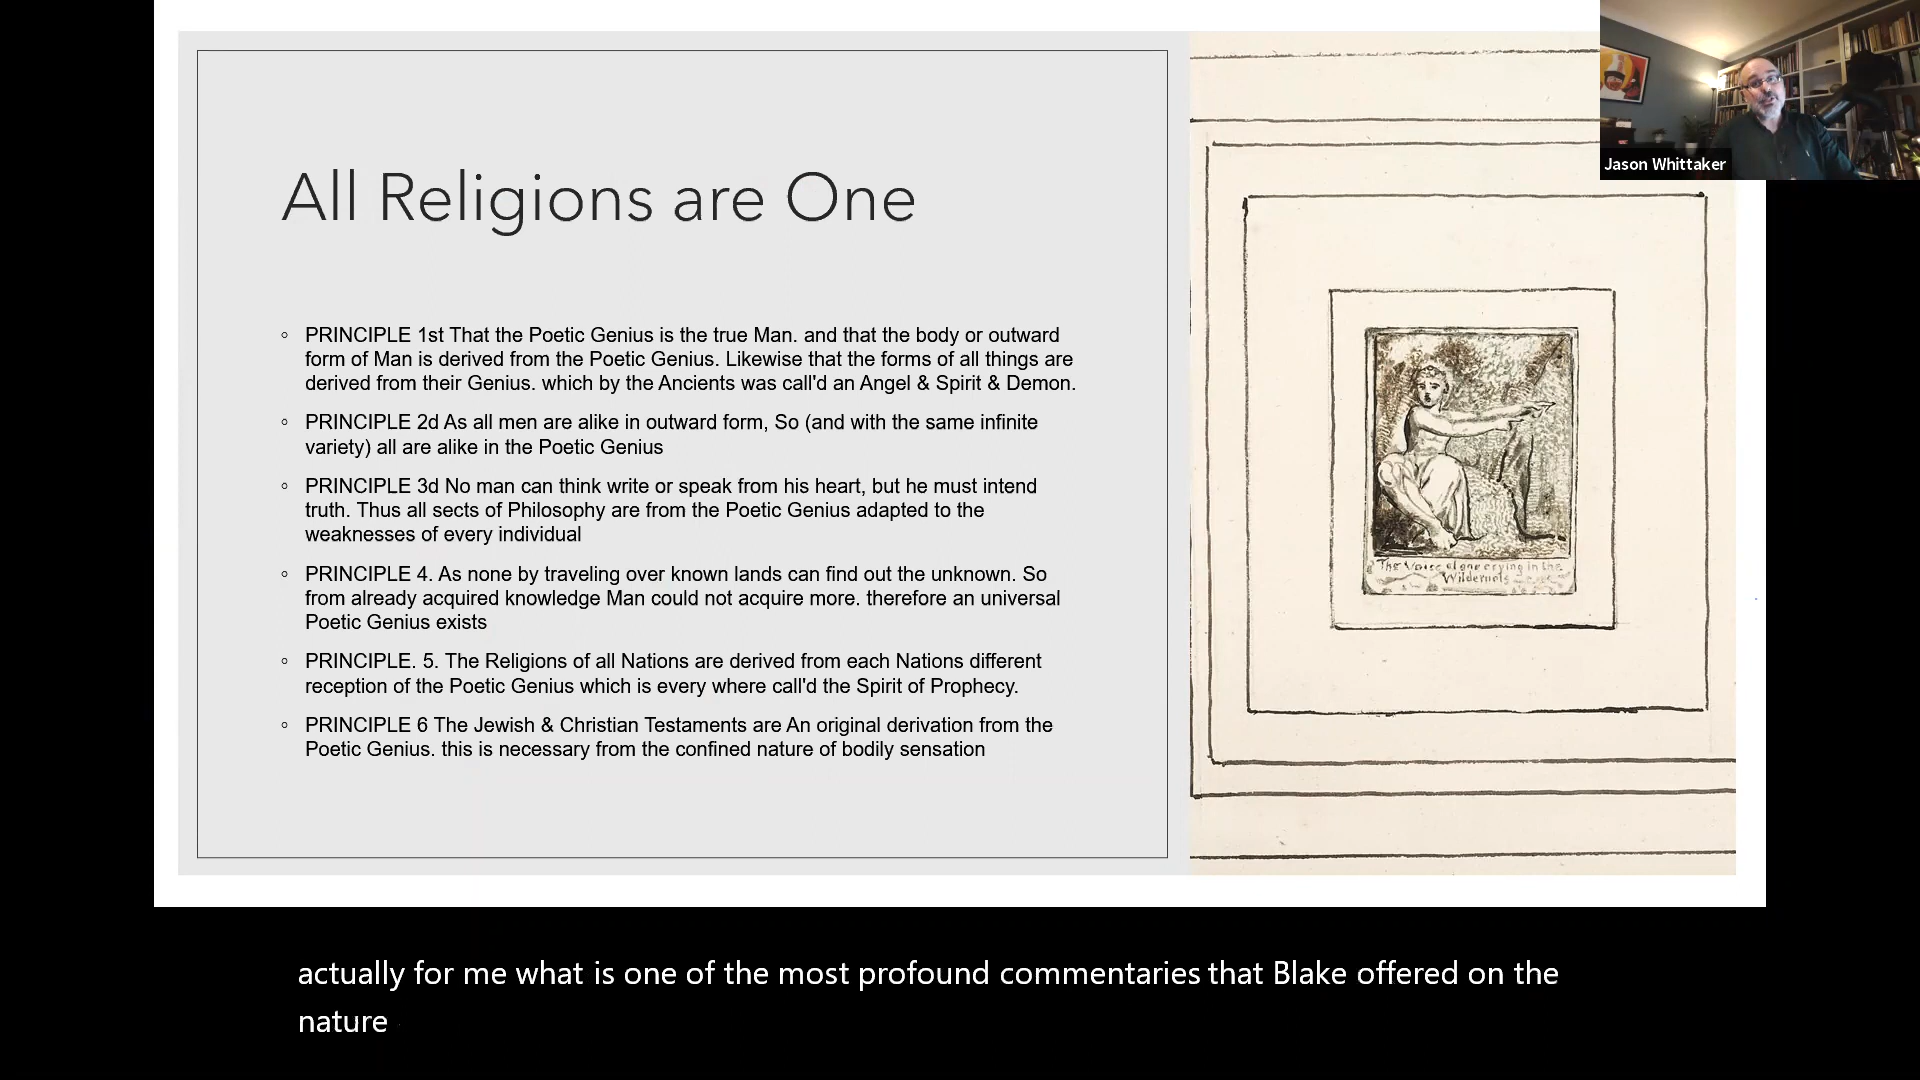 All Religions are One
PRINCIPLE 1st That the Poetic Genius is the true Man. and that the body or outward
form of Man is derived from the Poetic Genius. Likewise that the forms of all things are
derived from their Genius. which by the Ancients was call'd an Angel & Spirit & Demon.
PRINCIPLE 2d As all men are alike in outward form, So (and with the same infinite
variety) all are alike in the Poetic Genius
PRINCIPLE 3d No man can think write or speak from his heart, but he must intend
truth. Thus all sects of Philosophy are from the Poetic Genius adapted to the
weaknesses of every individual
PRINCIPLE 4. As none by traveling over known lands can find out the unknown. So
from already acquired knowledge Man could not acquire more. therefore an universal
Poetic Genius exists
PRINCIPLE. 5. The Religions of all Nations are derived from each Nations different
reception of the Poetic Genius which is every where call'd the Spirit of Prophecy.
PRINCIPLE 6 The Jewish & Christian Testaments are An original derivation from the
Poetic Genius. this is necessary from the confined nature of bodily sensation
The Voice of one crying in the
Wilderness
Jason Whittaker
actually for me what is one of the most profound commentaries that Blake offered on the
nature